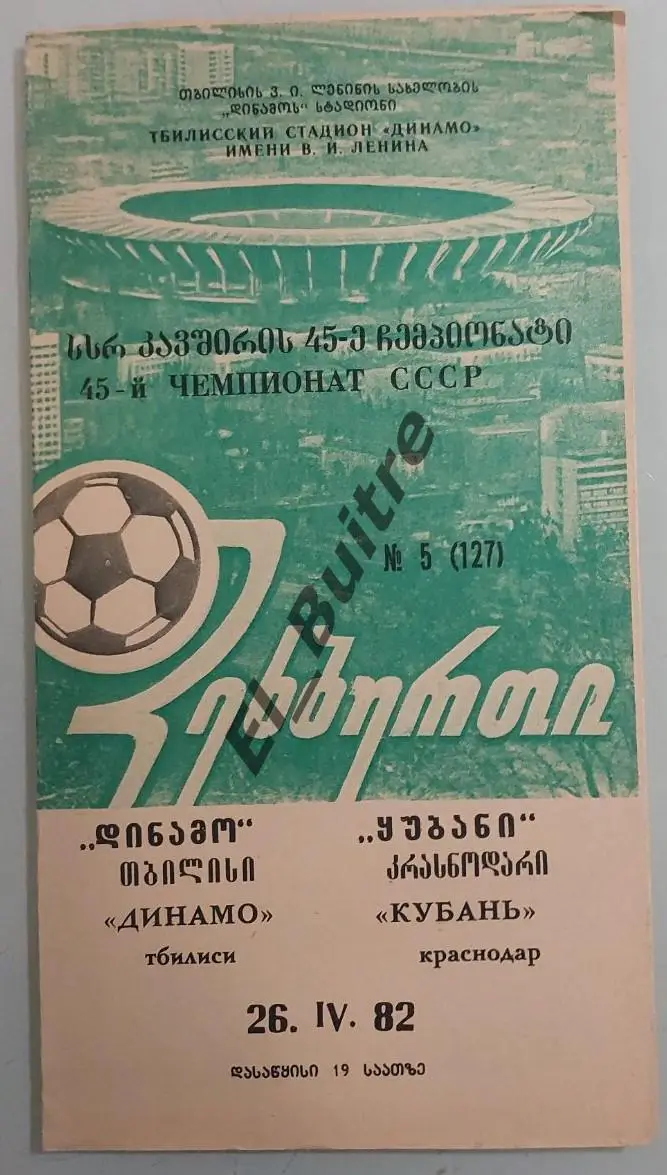 თბილისის ვ. ი. ლენინის სახელობის
„დინამოს“ სტადიონი
ТБИЛИССКИЙ СТАДИОН «ДИНАМО»
ИМЕНИ В. И. ЛЕНИНА
სსრ კავშირის 45-ე ჩემპიონატი
45-й ЧЕМПИОНАТ СССР
№ 5 (127)
ფეხბურთი
El_Buitre
„დინამო“
თბილისი
«ДИНАМО»
тбилиси
„ყუბანი“
კრასნოდარი
«КУБАНЬ»
краснодар
26. IV. 82
დასაწყისი 19 საათზე